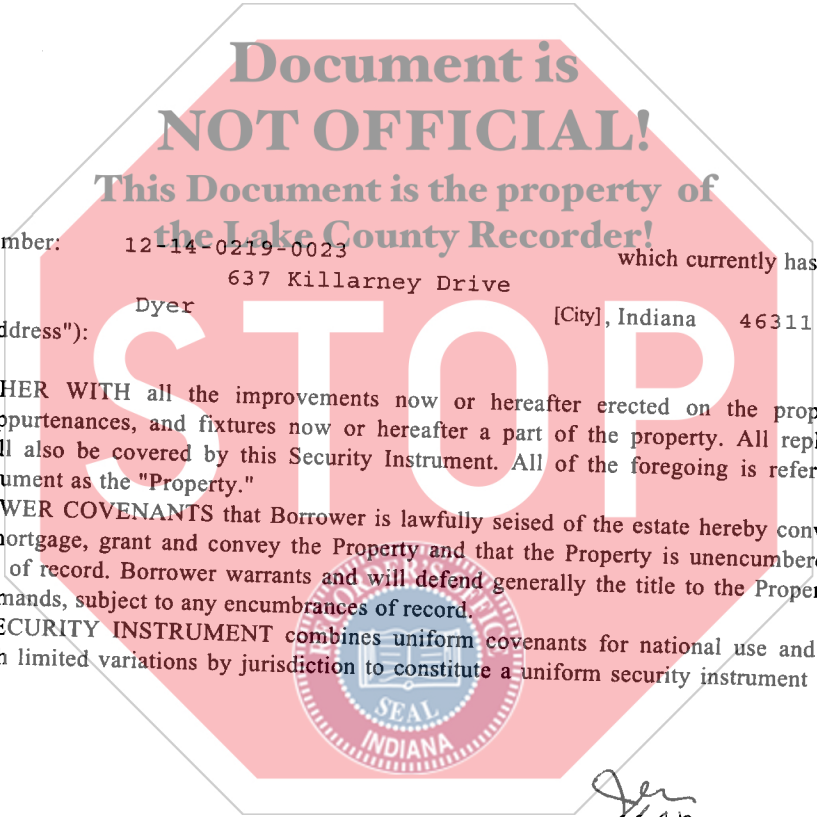 Document is
NOT OFFICIAL!
This Document is the property of
the Lake County Recorder!
mber: 12-14-0219-0023 which currently has
637 Killarney Drive
Dyer [City], Indiana 46311
ddress"):
HER WITH all the improvements now or hereafter erected on the prop
ppurtenances, and fixtures now or hereafter a part of the property. All repl
ll also be covered by this Security Instrument. All of the foregoing is refer
ument as the "Property."
WER COVENANTS that Borrower is lawfully seised of the estate hereby conv
nortgage, grant and convey the Property and that the Property is unencumber
of record. Borrower warrants and will defend generally the title to the Proper
mands, subject to any encumbrances of record.
ECURITY INSTRUMENT combines uniform covenants for national use and
n limited variations by jurisdiction to constitute a uniform security instrument
STOP
RECORDER'S OFFICE
SEAL
INDIANA